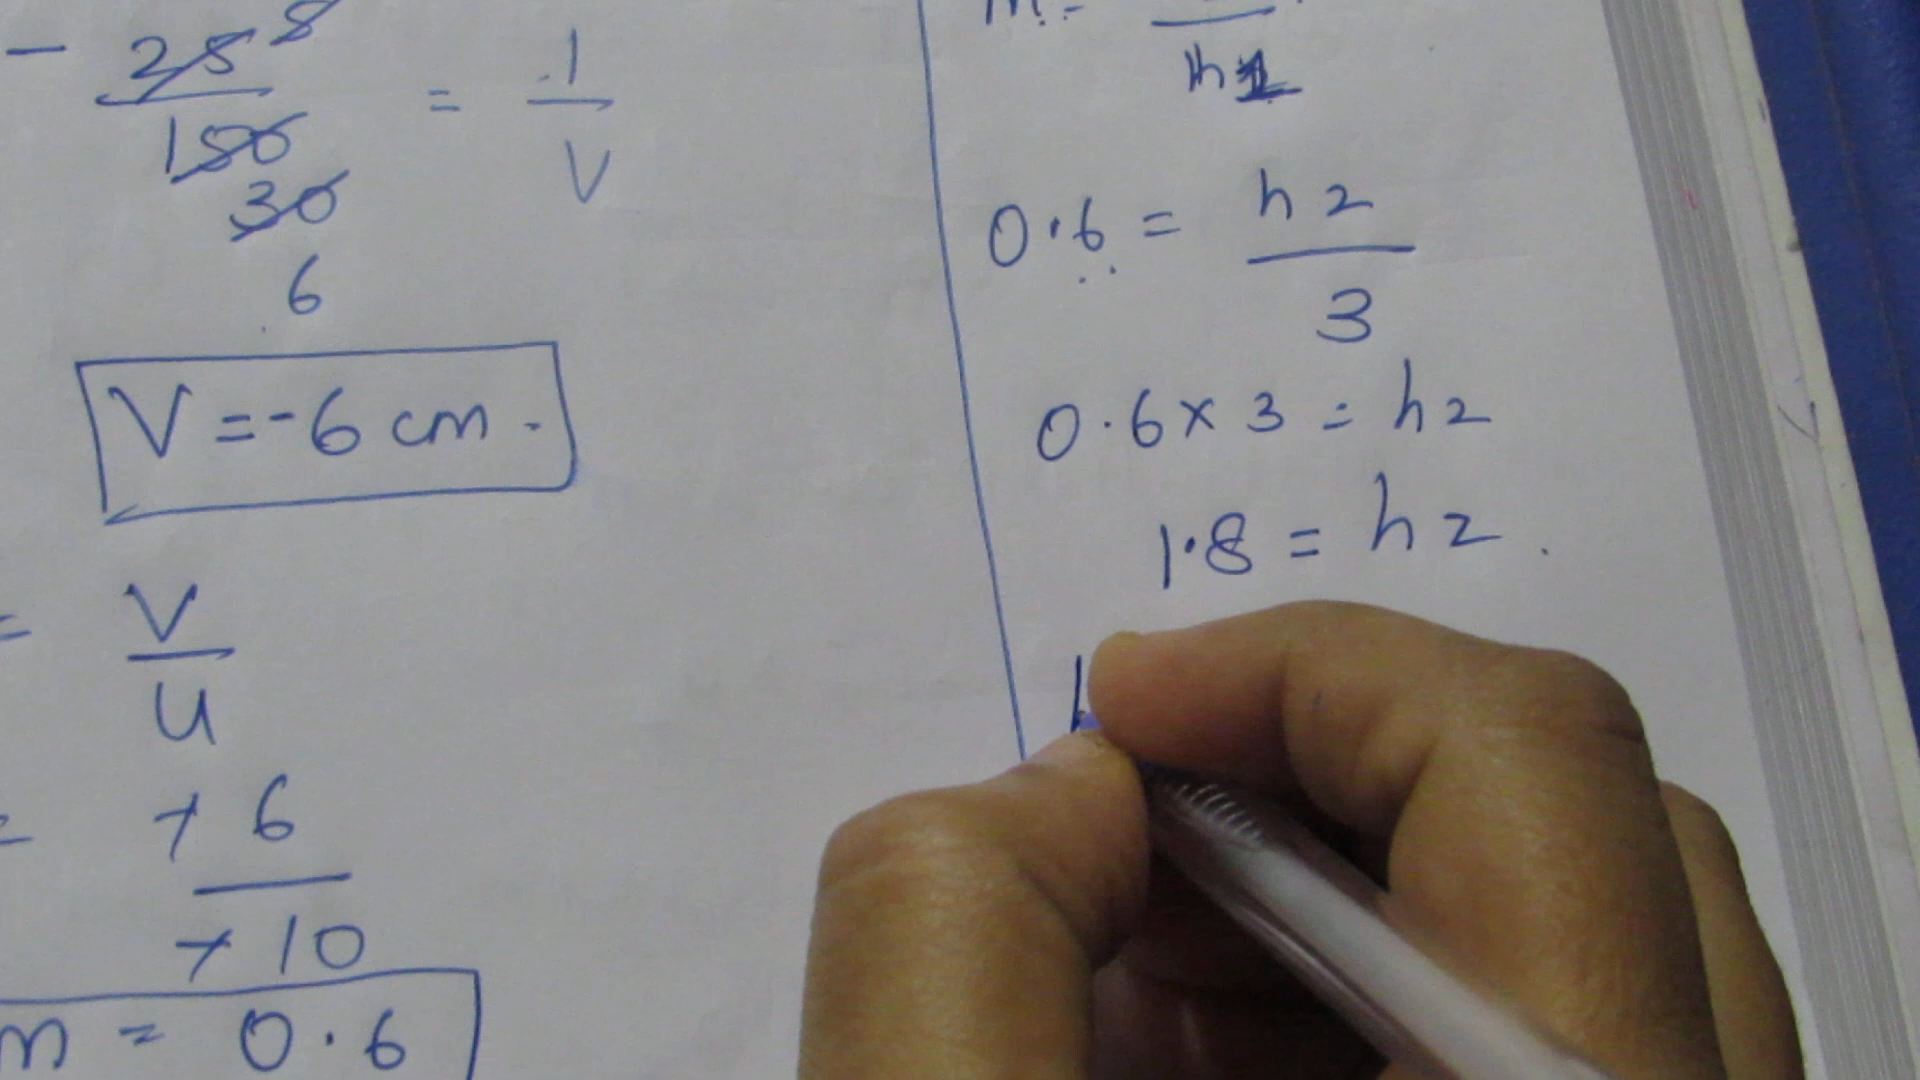 - 25 8
150 = 1
30 V
6
V = -6 cm.
= V
U
= + 6
+ 10
m = 0.6
m =
h1
0.6 = h2
3
0.6 x 3 = h2
1.8 = h2.